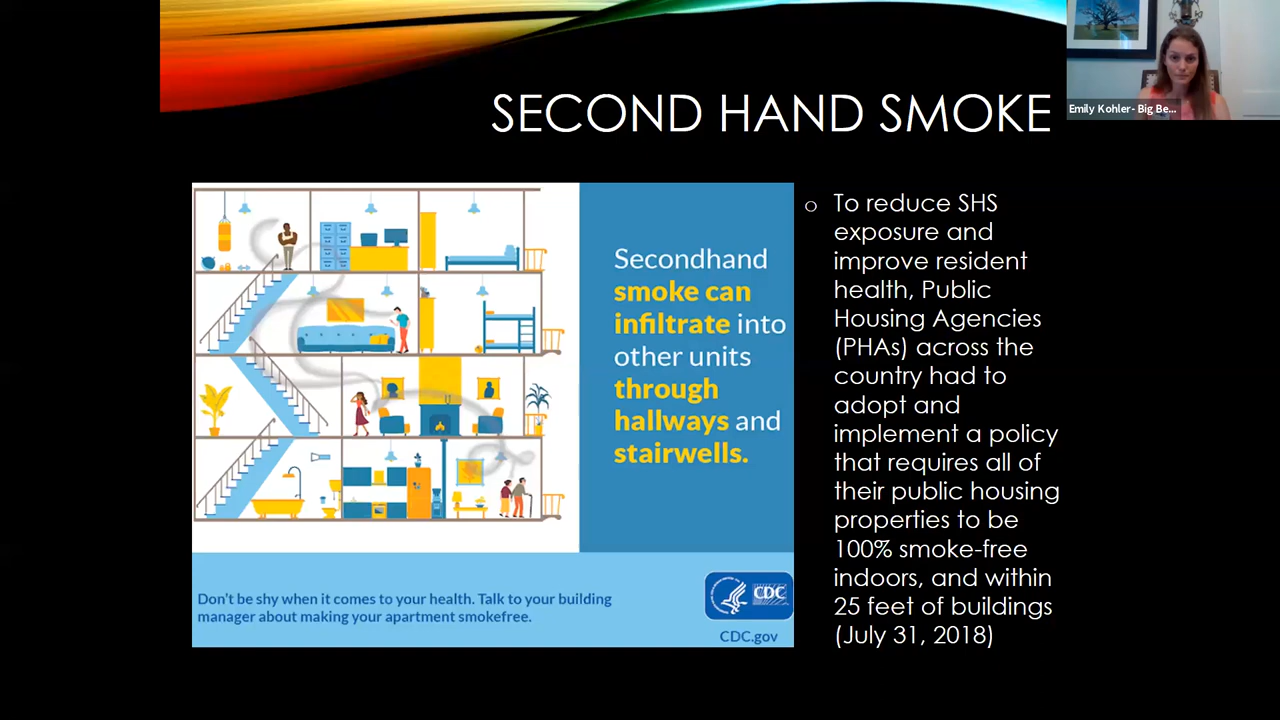 Emily Kohler- Big Be...
SECOND HAND SMOKE
Secondhand
smoke can
infiltrate into
other units
through
hallways and
stairwells.
Don't be shy when it comes to your health. Talk to your building
manager about making your apartment smokefree.
CDC
CDC.gov
To reduce SHS
exposure and
improve resident
health, Public
Housing Agencies
(PHAs) across the
country had to
adopt and
implement a policy
that requires all of
their public housing
properties to be
100% smoke-free
indoors, and within
25 feet of buildings
(July 31, 2018)